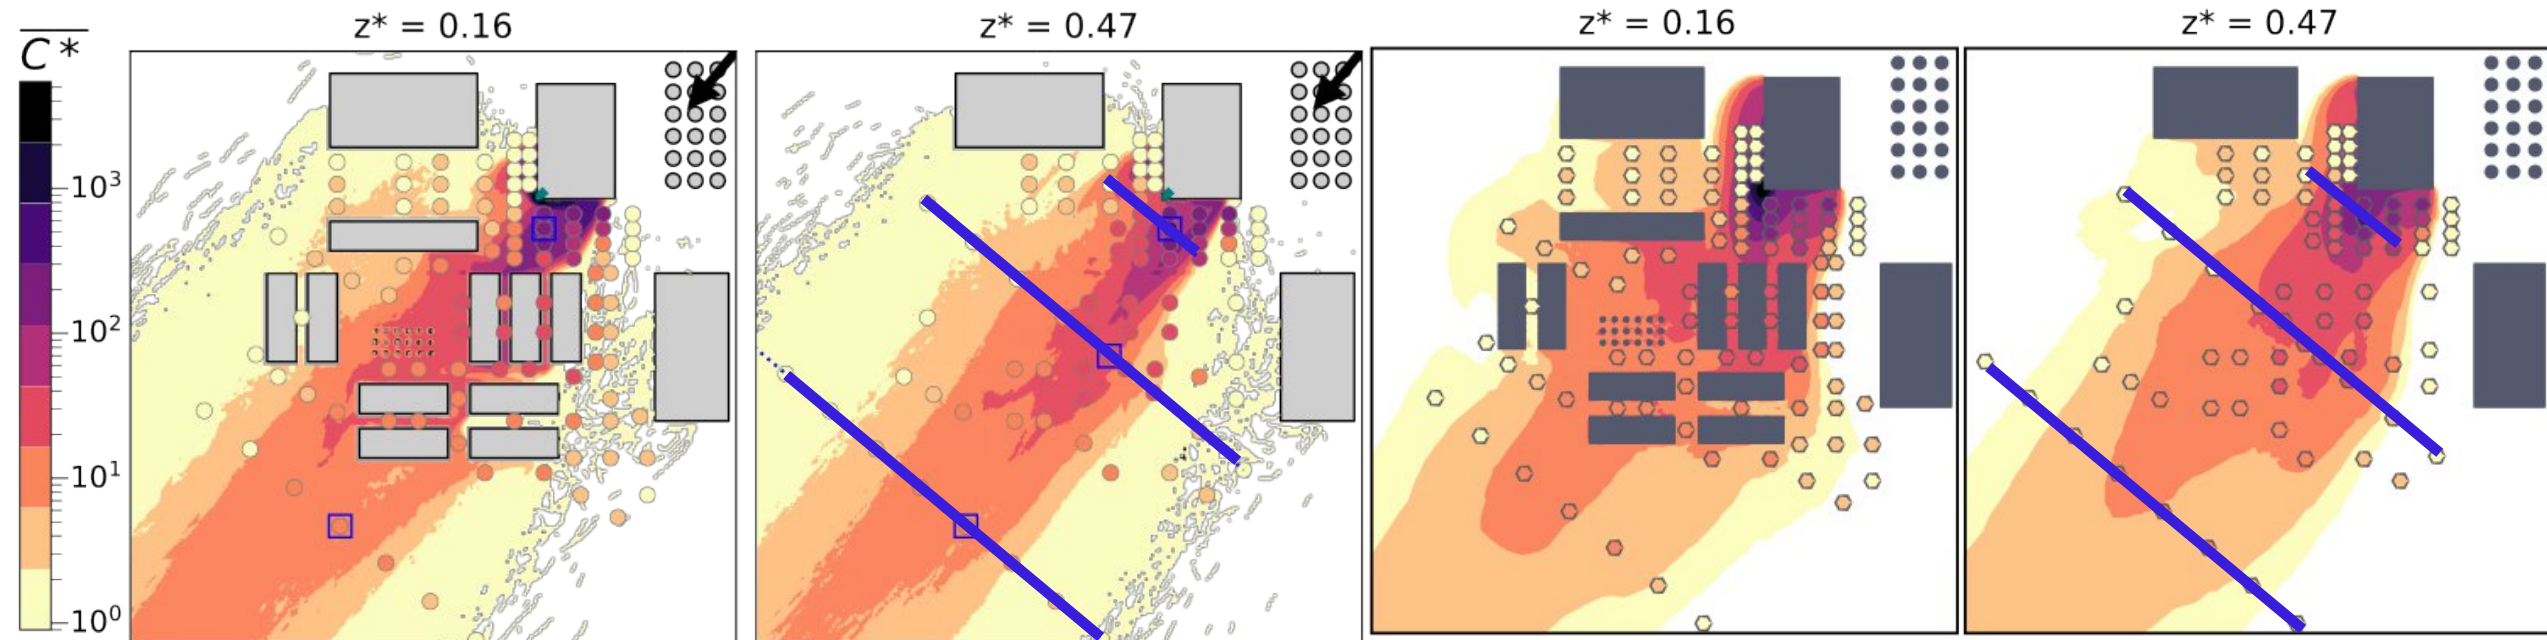 z* = 0.16
z* = 0.47
z* = 0.16
z* = 0.47
C*
10³
10²
10¹
10⁰